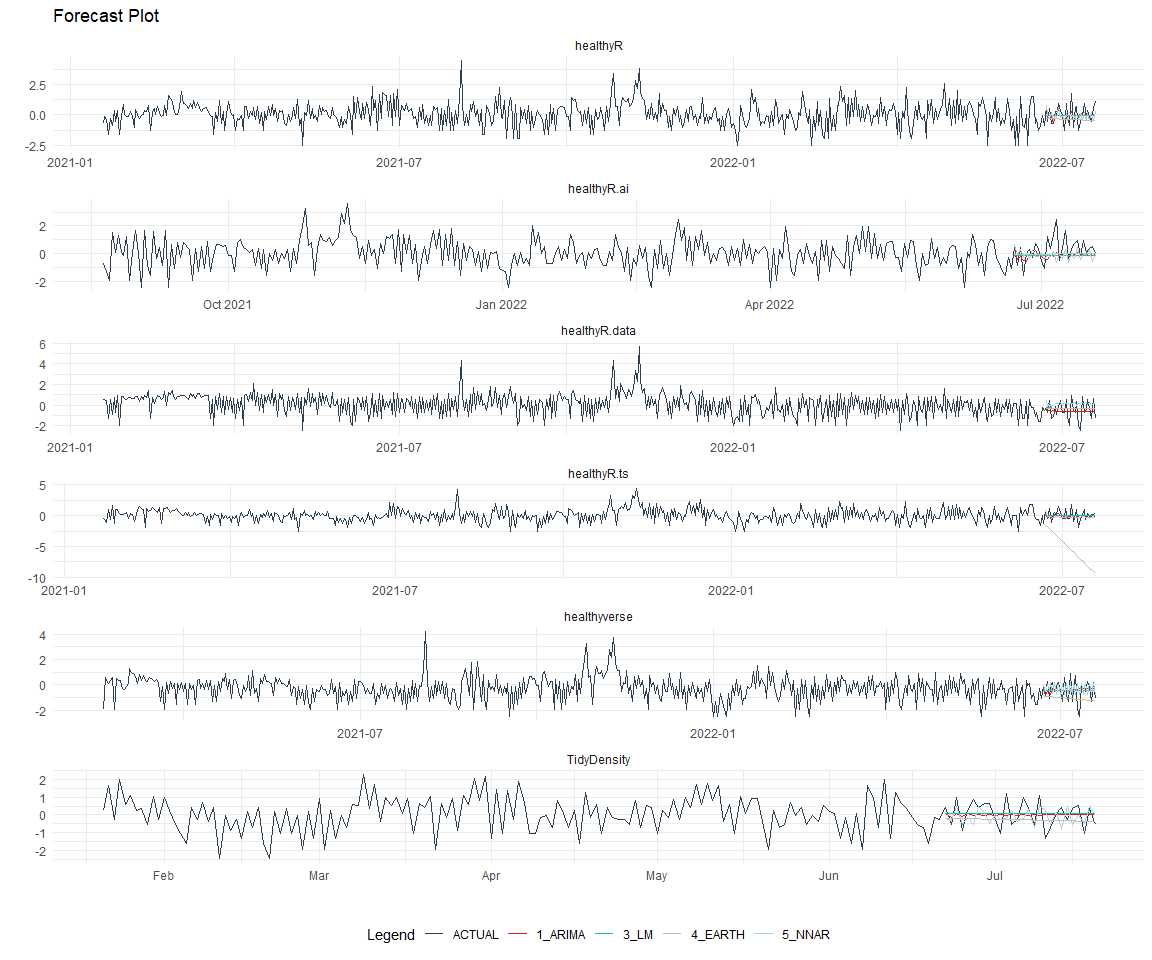 Forecast Plot
healthyR
2.5
0.0
-2.5
2021-01 2021-07 2022-01 2022-07
healthyR.ai
2
0
-2
Oct 2021 Jan 2022 Apr 2022 Jul 2022
healthyR.data
6
4
2
0
-2
2021-01 2021-07 2022-01 2022-07
healthyR.ts
5
0
-5
-10
2021-01 2021-07 2022-01 2022-07
healthyverse
4
2
0
-2
2021-07 2022-01 2022-07
TidyDensity
2
1
0
-1
-2
Feb Mar Apr May Jun Jul
Legend ACTUAL 1_ARIMA 3_LM 4_EARTH 5_NNAR